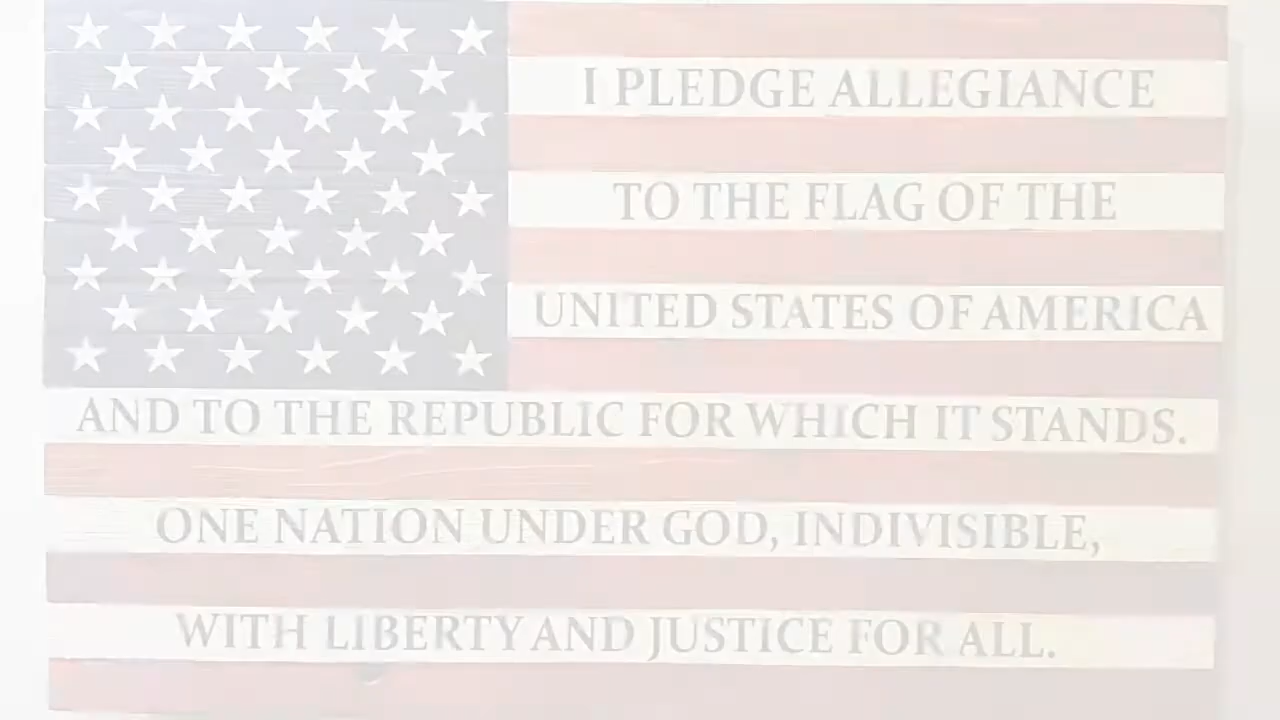 I PLEDGE ALLEGIANCE
TO THE FLAG OF THE
UNITED STATES OF AMERICA
AND TO THE REPUBLIC FOR WHICH IT STANDS.
ONE NATION UNDER GOD, INDIVISIBLE,
WITH LIBERTY AND JUSTICE FOR ALL.